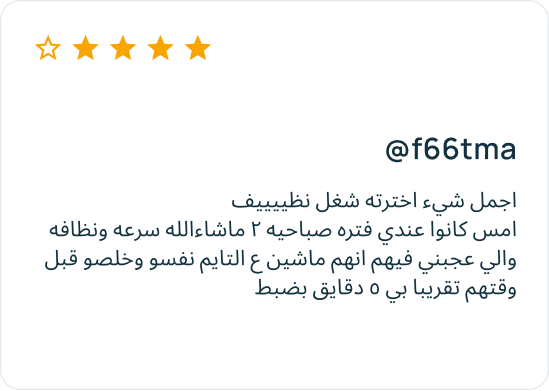 @f66tma
اجمل شيء اخترته شغل نظيييييف
امس كانوا عندي فتره صباحيه ٢ ماشاءالله سرعه ونظافه
والي عجبني فيهم انهم ماشين ع التايم نفسو وخلصو قبل
وقتهم تقريبا بي ٥ دقايق بضبط